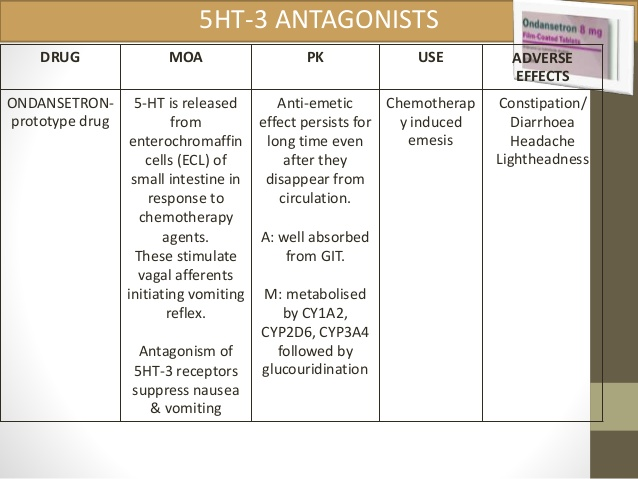 5HT-3 ANTAGONISTS
Ondansetron 8 mg
Film-Coated Tablets
DRUG
MOA
PK
USE
ADVERSE
EFFECTS
ONDANSETRON-
prototype drug
5-HT is released
from
enterochromaffin
cells (ECL) of
small intestine in
response to
chemotherapy
agents.
These stimulate
vagal afferents
initiating vomiting
reflex.
Antagonism of
5HT-3 receptors
suppress nausea
& vomiting
Anti-emetic
effect persists for
long time even
after they
disappear from
circulation.
A: well absorbed
from GIT.
M: metabolised
by CY1A2,
CYP2D6, CYP3A4
followed by
glucouridination
Chemotherap
y induced
emesis
Constipation/
Diarrhoea
Headache
Lightheadness